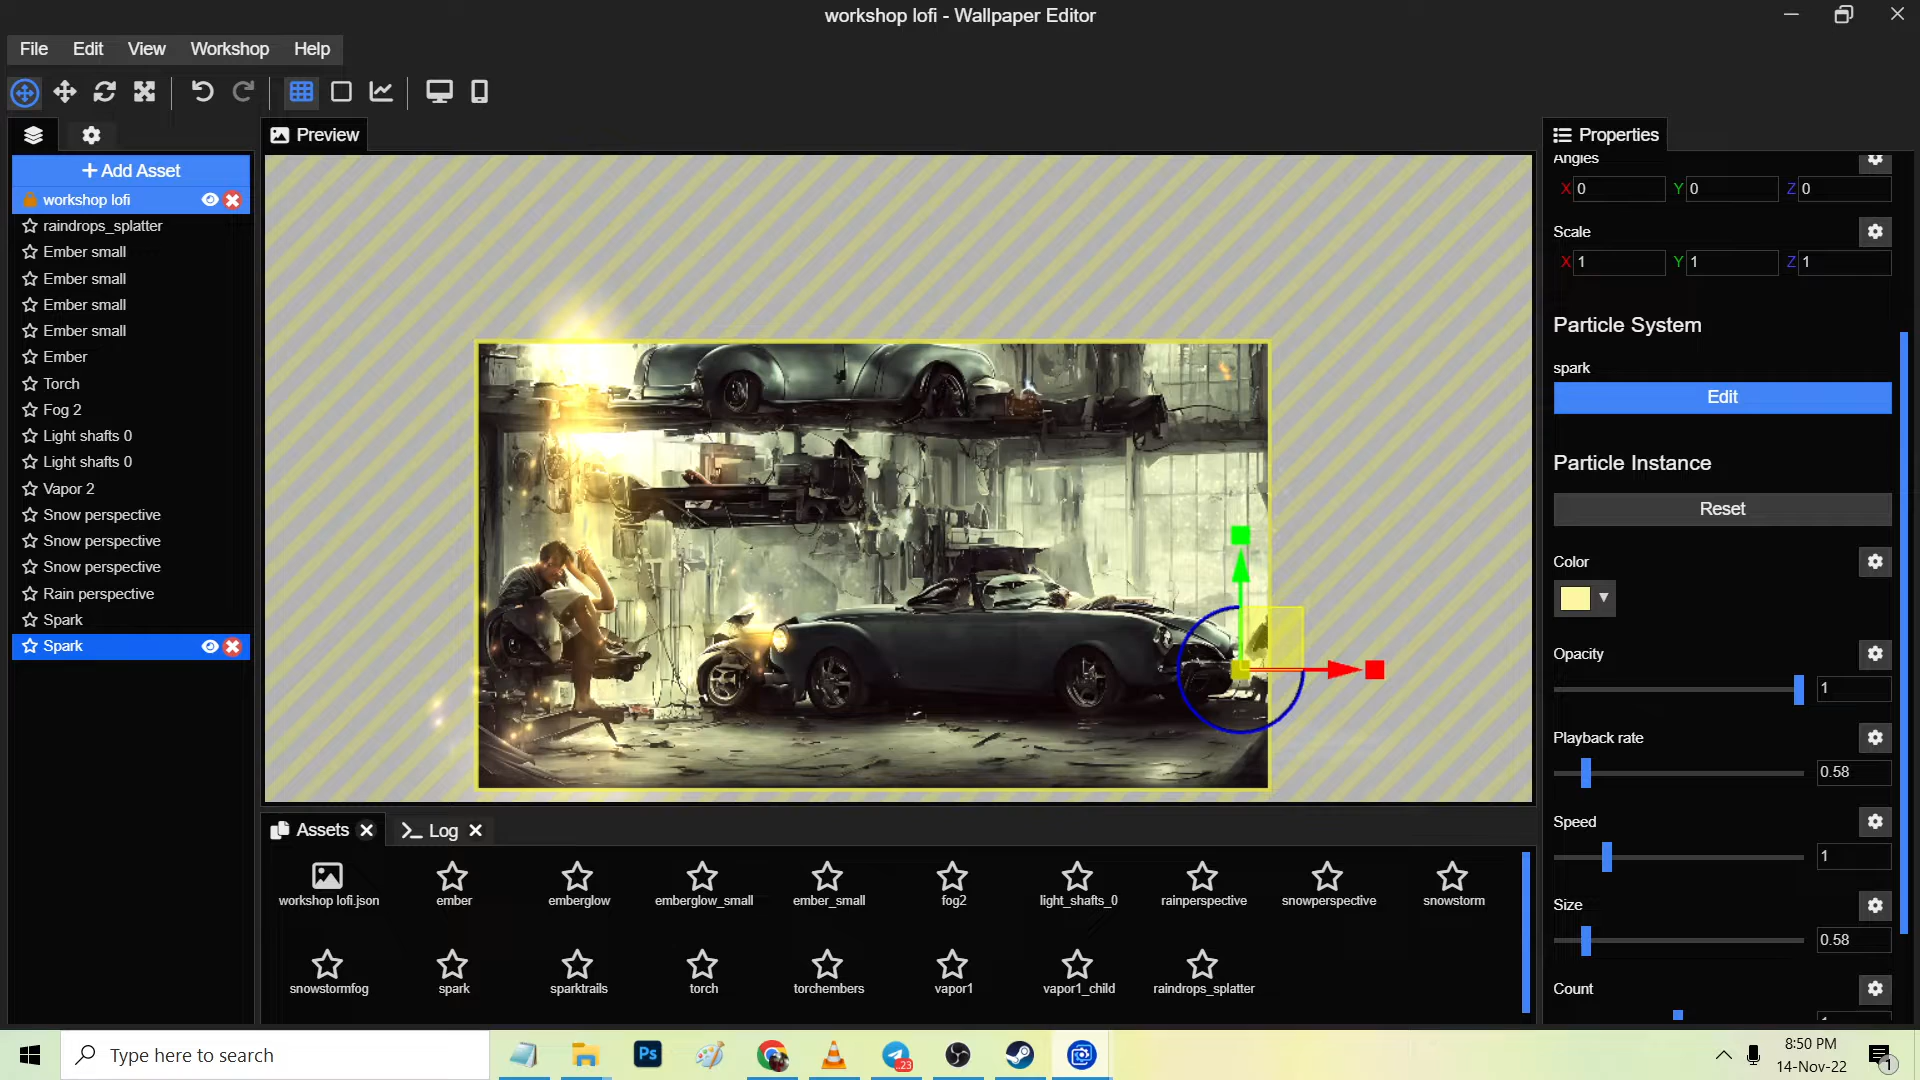 workshop lofi - Wallpaper Editor
File Edit View Workshop Help
Preview
Properties
Add Asset
workshop lofi
raindrops_splatter
Ember small
Ember small
Ember small
Ember small
Ember
Torch
Fog 2
Light shafts 0
Light shafts 0
Vapor 2
Snow perspective
Snow perspective
Snow perspective
Rain perspective
Spark
Spark
Angles
X 0 Y 0 Z 0
Scale
X 1 Y 1 Z 1
Particle System
spark
Edit
Particle Instance
Reset
Color
Opacity
1
Playback rate
0.58
Speed
1
Size
0.58
Count
Assets Log
workshop lofi.json ember emberglow emberglow_small ember_small fog2 light_shafts_0 rainperspective snowperspective snowstorm
snowstormfog spark sparktrails torch torchembers vapor1 vapor1_child raindrops_splatter
Type here to search
Ps
..23
8:50 PM
14-Nov-22
1